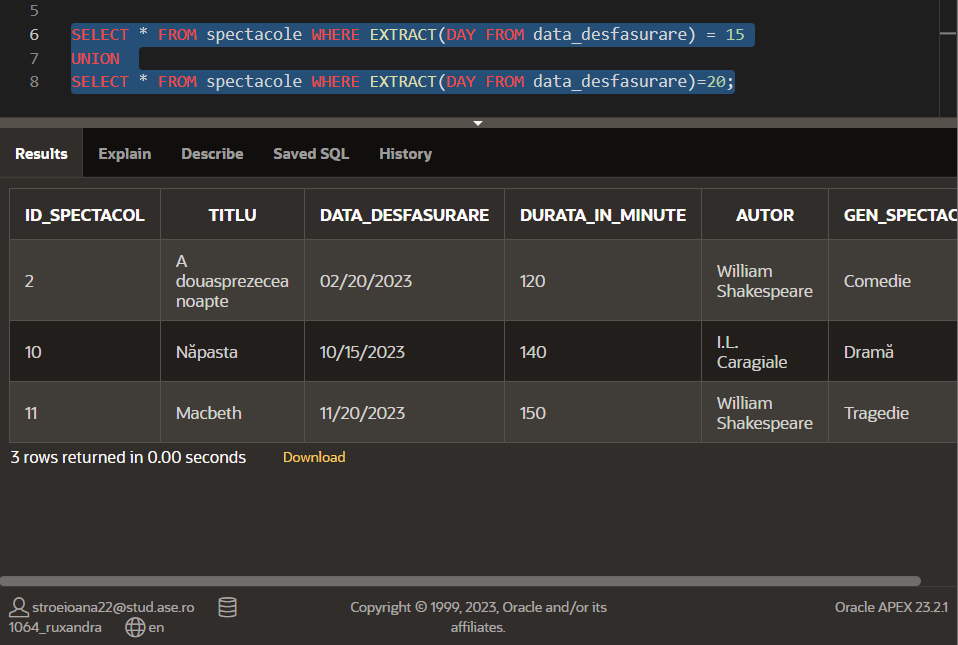 5
6 SELECT * FROM spectacole WHERE EXTRACT(DAY FROM data_desfasurare) = 15
7 UNION
8 SELECT * FROM spectacole WHERE EXTRACT(DAY FROM data_desfasurare)=20;
Results Explain Describe Saved SQL History
ID_SPECTACOL TITLU DATA_DESFASURARE DURATA_IN_MINUTE AUTOR GEN_SPECTAC
2 A douasprezecea noapte 02/20/2023 120 William Shakespeare Comedie
10 Năpasta 10/15/2023 140 I.L. Caragiale Dramă
11 Macbeth 11/20/2023 150 William Shakespeare Tragedie
3 rows returned in 0.00 seconds Download
stroeioana22@stud.ase.ro
1064_ruxandra en
Copyright © 1999, 2023, Oracle and/or its
affiliates.
Oracle APEX 23.2.1